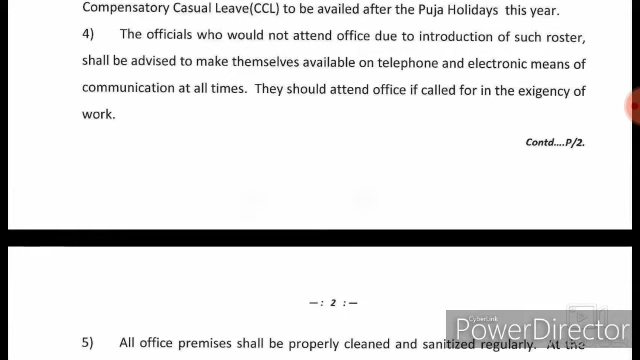 Compensatory Casual Leave(CCL) to be availed after the Puja Holidays this year.
4) The officials who would not attend office due to introduction of such roster,
shall be advised to make themselves available on telephone and electronic means of
communication at all times. They should attend office if called for in the exigency of
work.
Contd....P/2.
—: 2 :—
CyberLink
PowerDirector
5) All office premises shall be properly cleaned and sanitized regularly. At the